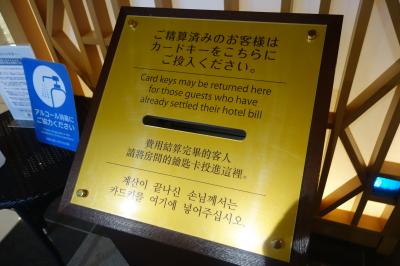 ご精算済みのお客様は
カードキーをこちらに
ご投入ください。
Card keys may be returned here
for those guests who have
already settled their hotel bill
費用結算完畢的客人
請將房間的鑰匙卡投進這裡。
계산이 끝나신 손님께서는
카드키를 여기에 넣어주십시오.
アルコール消毒に
ご協力ください